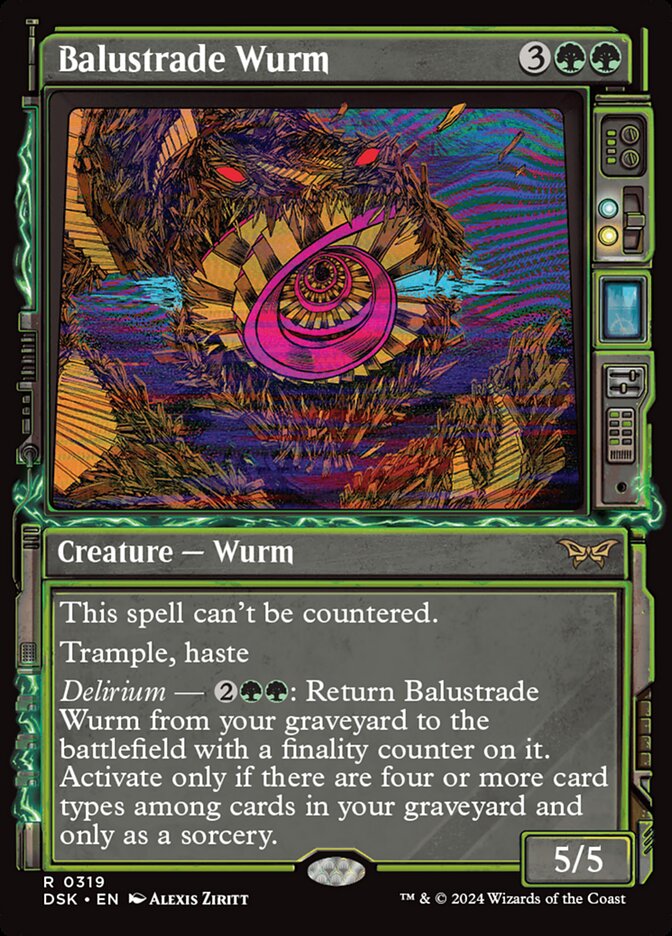 Balustrade Wurm 3
Creature — Wurm
This spell can't be countered.
Trample, haste
Delirium — 2: Return Balustrade
Wurm from your graveyard to the
battlefield with a finality counter on it.
Activate only if there are four or more card
types among cards in your graveyard and
only as a sorcery.
5/5
R 0319
DSK • EN ALEXIS ZIRITT
™ & © 2024 Wizards of the Coast